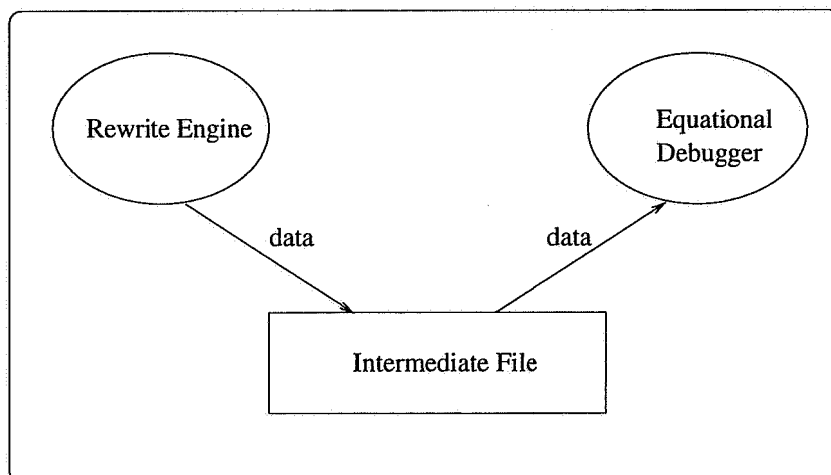 Rewrite Engine
Equational
Debugger
data
data
Intermediate File